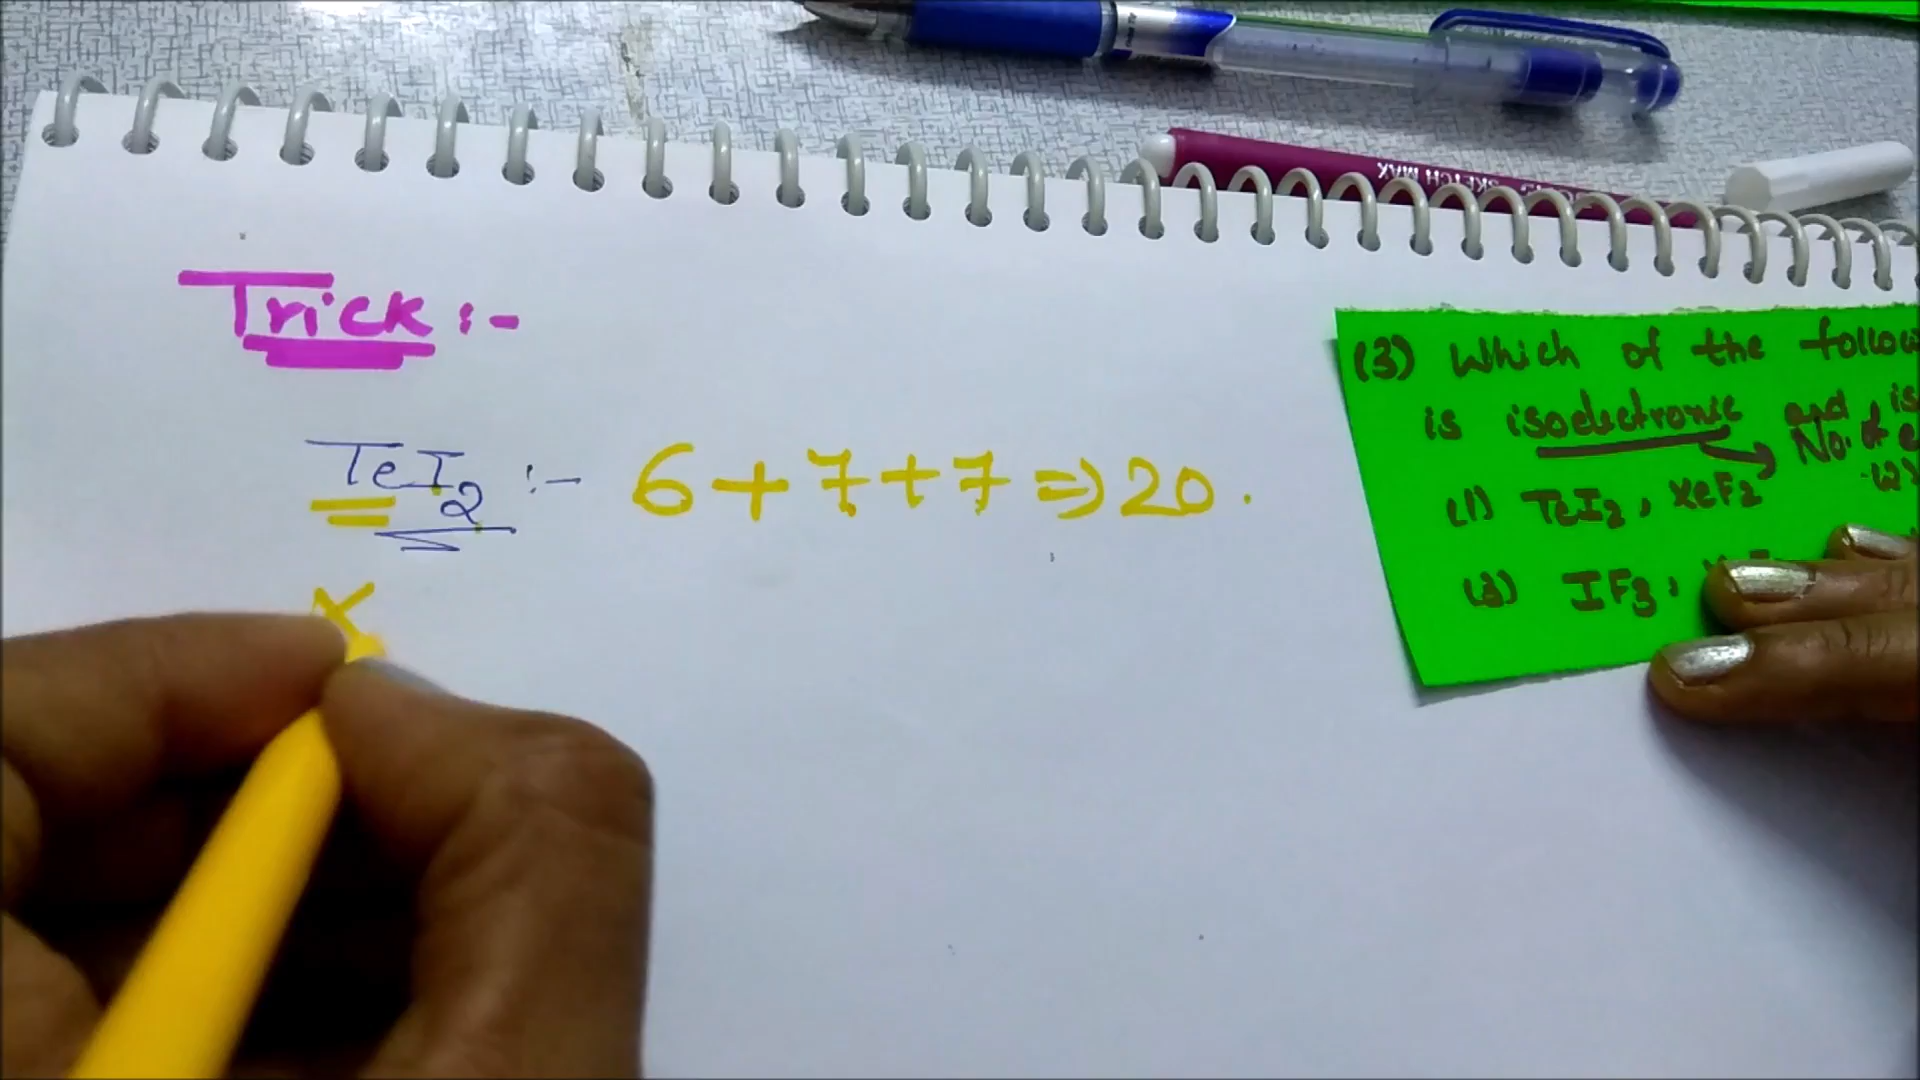 SKETCH MAX
Trick :-
TeI2 :- 6 + 7 + 7 => 20 .
X
(3) Which of the
is isoelectronic and
No. of
(1) TeI2 , XeF2
(2)
(3) IF3 ,